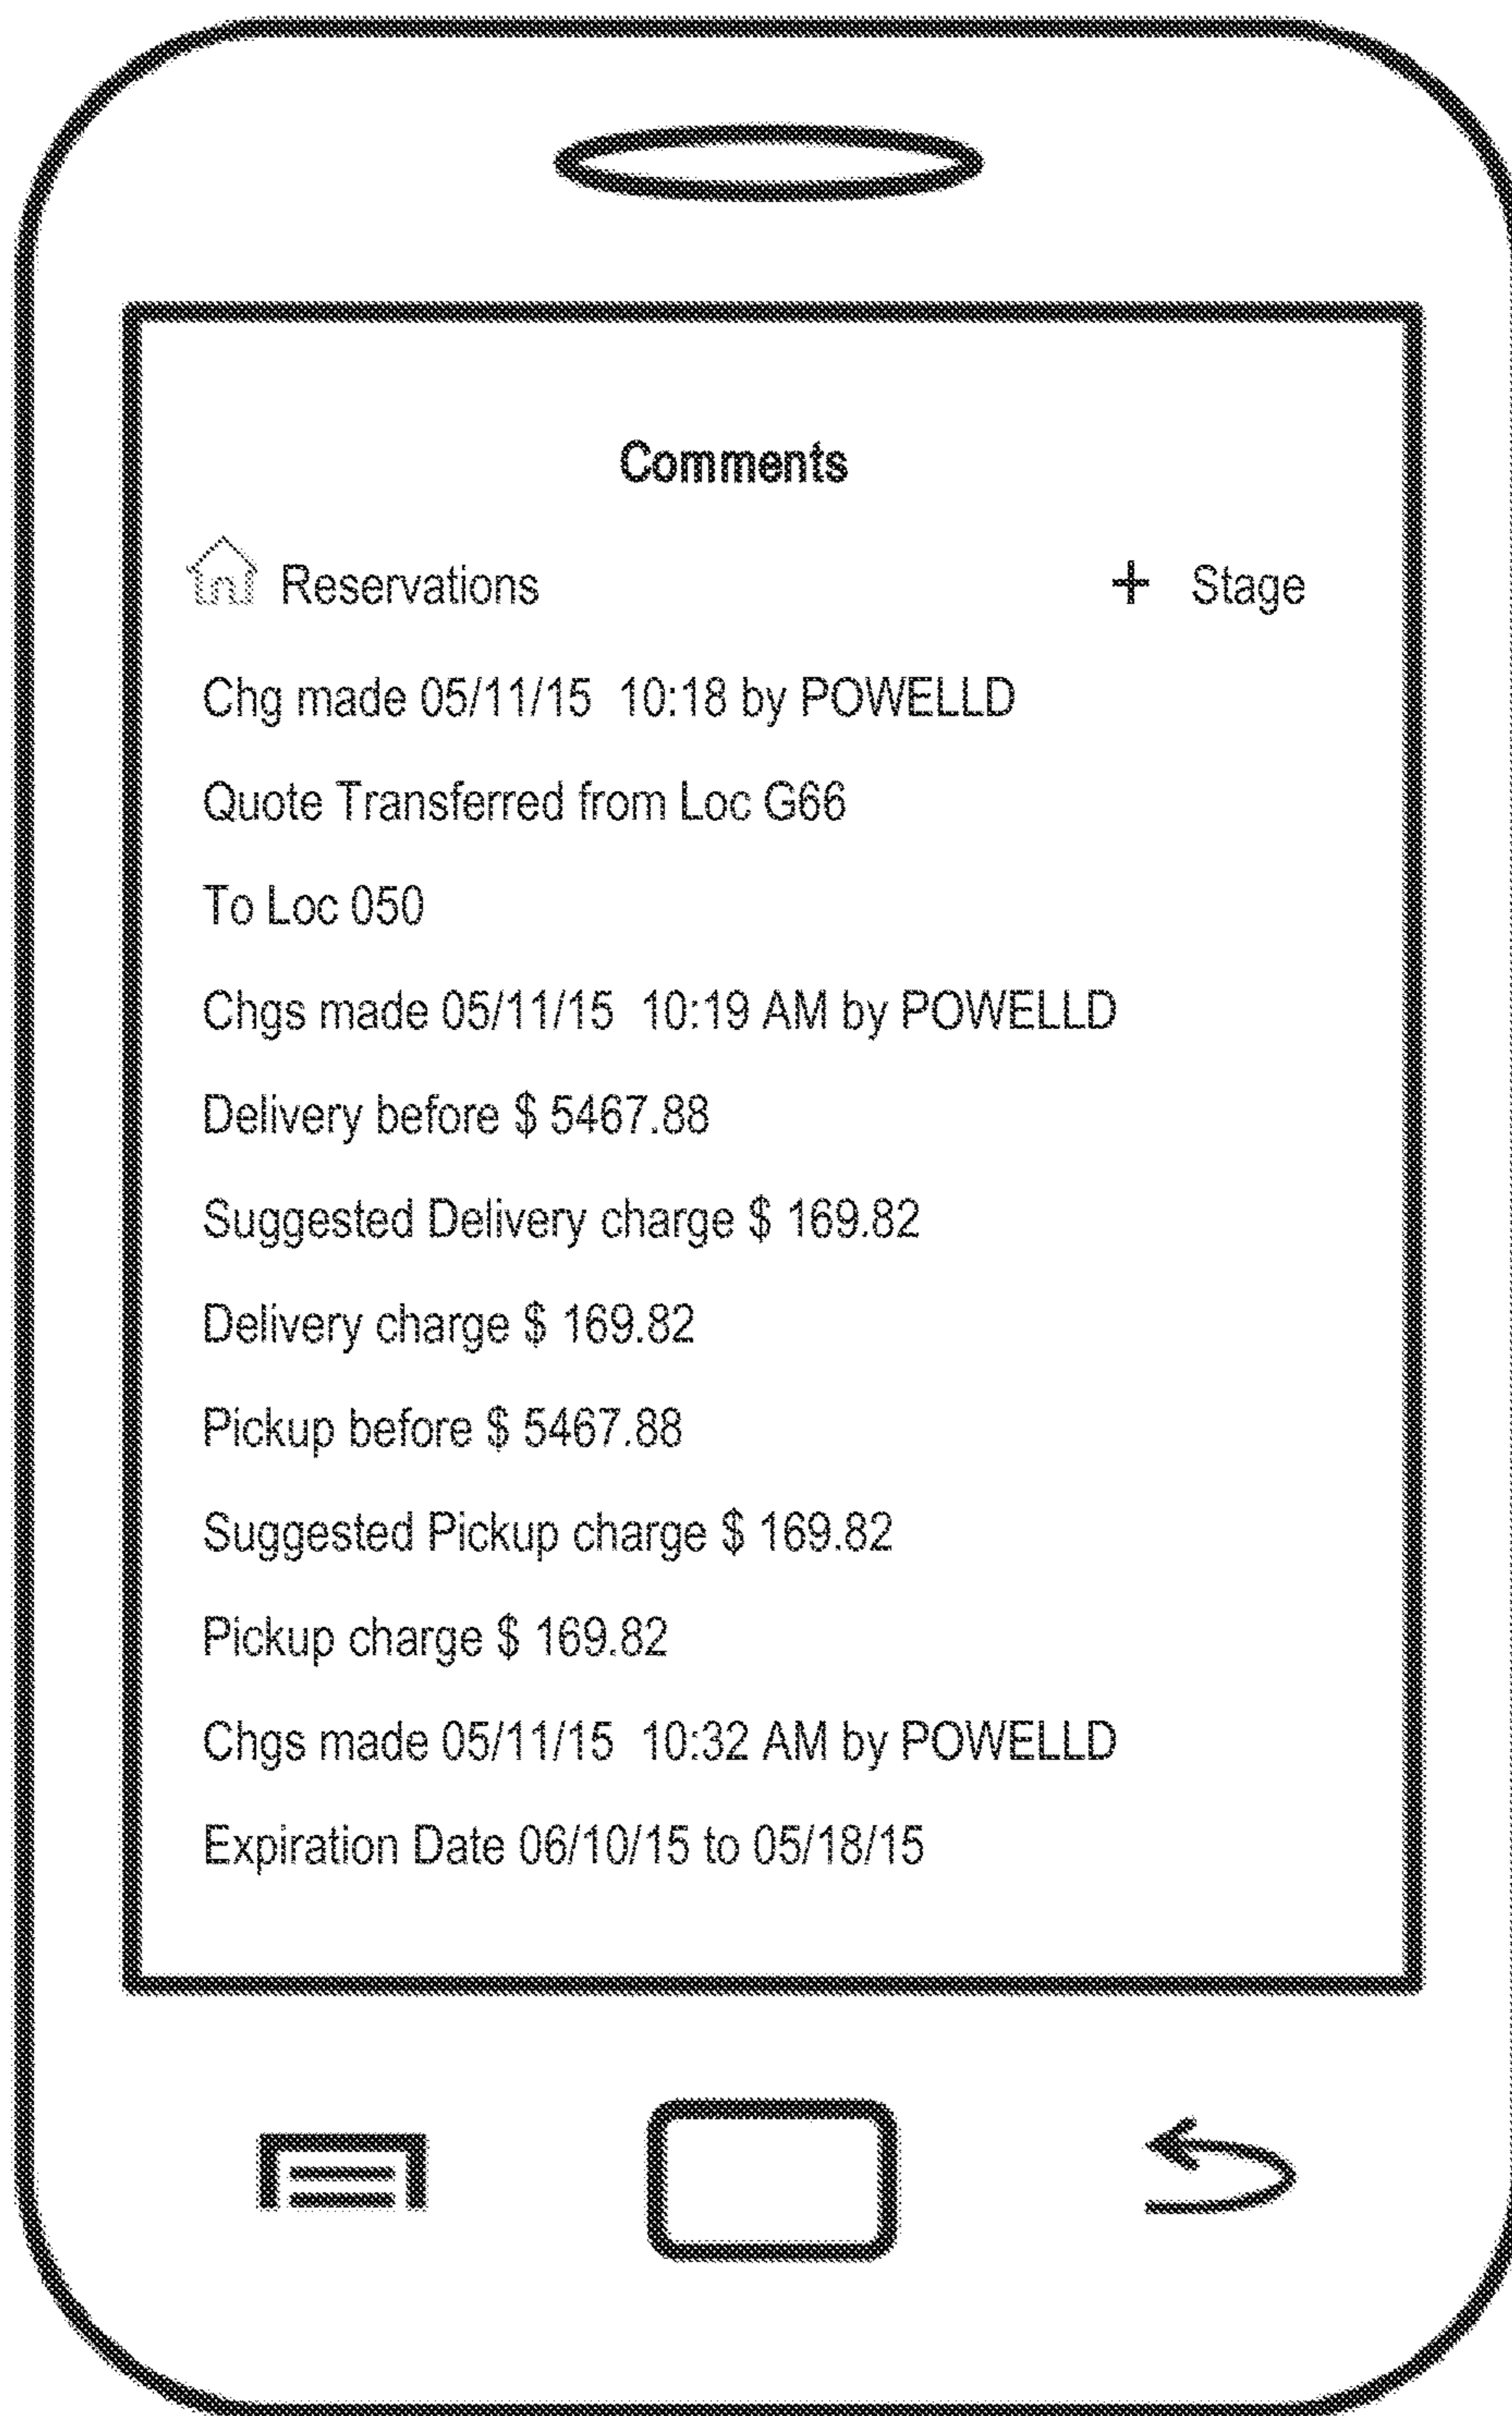 Comments
Reservations + Stage
Chg made 05/11/15 10:18 by POWELLD
Quote Transferred from Loc G66
To Loc 050
Chgs made 05/11/15 10:19 AM by POWELLD
Delivery before $ 5467.88
Suggested Delivery charge $ 169.82
Delivery charge $ 169.82
Pickup before $ 5467.88
Suggested Pickup charge $ 169.82
Pickup charge $ 169.82
Chgs made 05/11/15 10:32 AM by POWELLD
Expiration Date 06/10/15 to 05/18/15